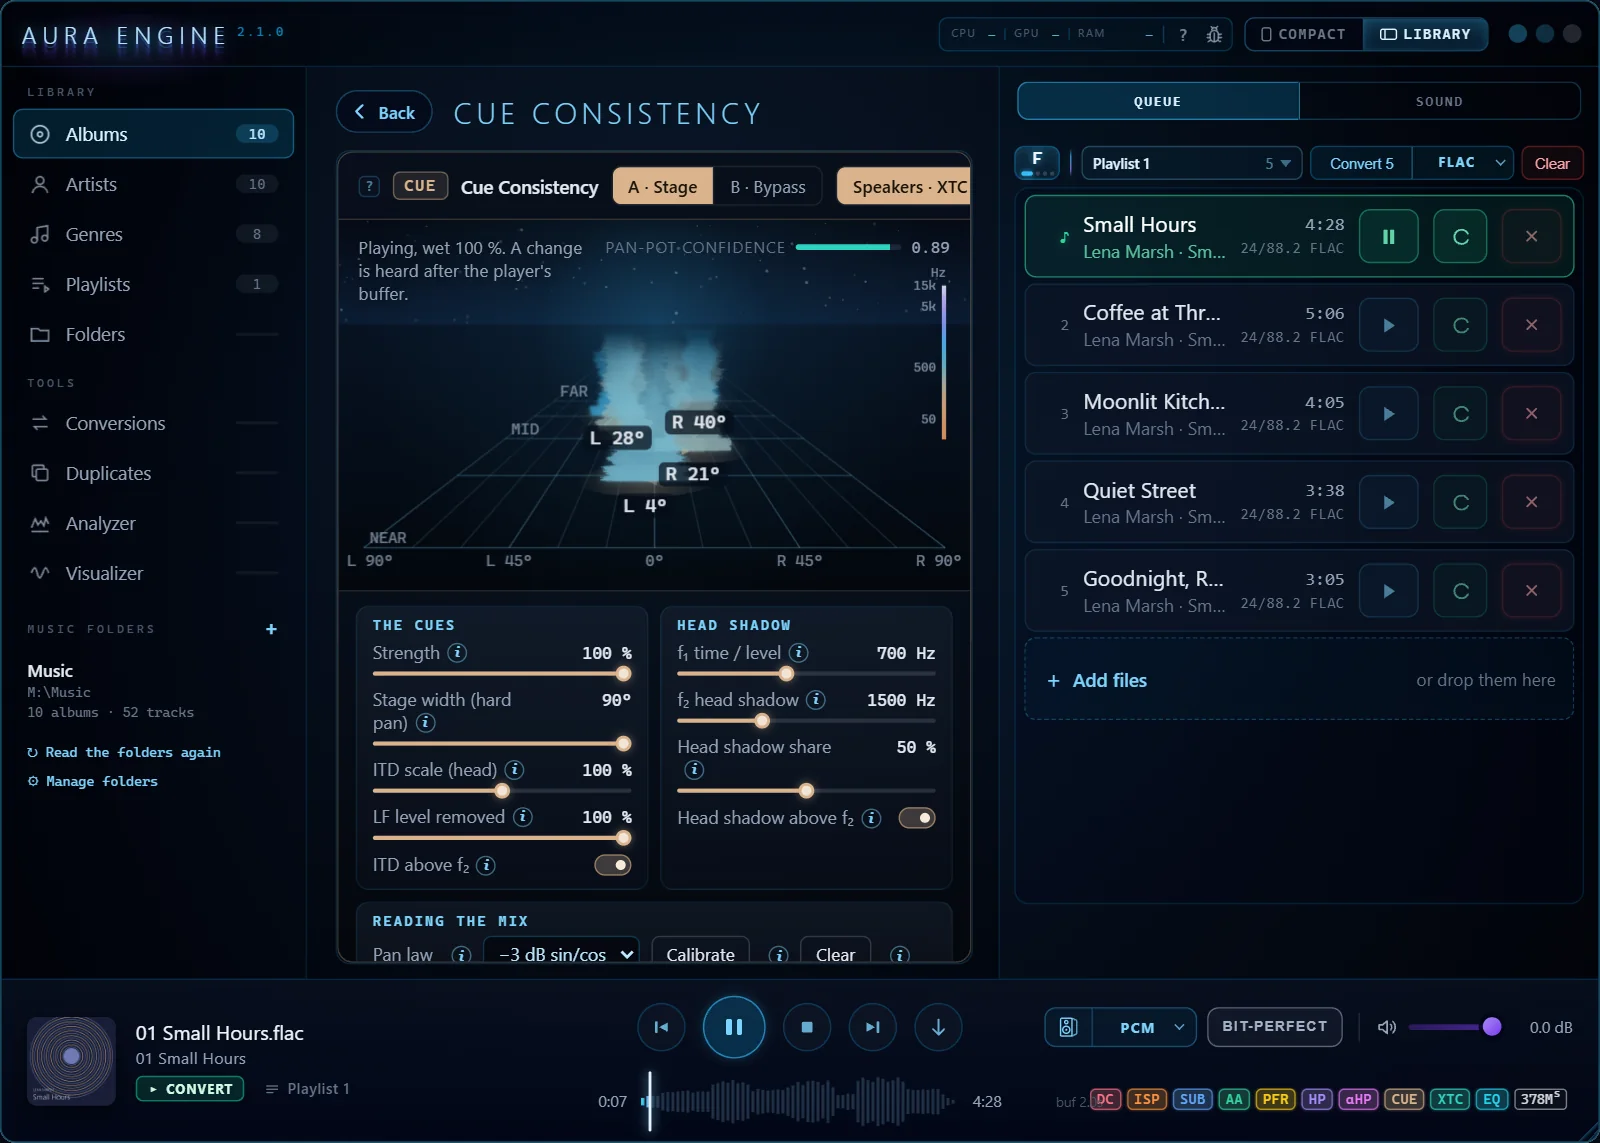 AURA ENGINE 2.1.0
CPU – GPU – RAM – ?
COMPACT
LIBRARY
LIBRARY
Albums 10
Artists 10
Genres 8
Playlists 1
Folders
TOOLS
Conversions
Duplicates
Analyzer
Visualizer
MUSIC FOLDERS +
Music
M:\Music
10 albums · 52 tracks
↻ Read the folders again
⚙ Manage folders
Back
CUE CONSISTENCY
? CUE Cue Consistency A · Stage B · Bypass Speakers · XTC
Playing, wet 100 %. A change
is heard after the player's
buffer.
PAN-POT-CONFIDENCE 0.89
Hz
15k
5k
500
50
FAR
MID
NEAR
R 40°
L 28°
R 21°
L 4°
L 90° L 45° 0° R 45° R 90°
THE CUES
Strength i 100 %
Stage width (hard pan) i 90°
ITD scale (head) i 100 %
LF level removed i 100 %
ITD above f₂ i
HEAD SHADOW
f₁ time / level i 700 Hz
f₂ head shadow i 1500 Hz
Head shadow share i 50 %
Head shadow above f₂ i
READING THE MIX
Pan law i −3 dB sin/cos Calibrate i Clear i
QUEUE SOUND
F Playlist 1 5 Convert 5 FLAC Clear
Small Hours 4:28
Lena Marsh · Sm... 24/88.2 FLAC
2 Coffee at Thr... 5:06
Lena Marsh · Sm... 24/88.2 FLAC
3 Moonlit Kitch... 4:05
Lena Marsh · Sm... 24/88.2 FLAC
4 Quiet Street 3:38
Lena Marsh · Sm... 24/88.2 FLAC
5 Goodnight, R... 3:05
Lena Marsh · Sm... 24/88.2 FLAC
+ Add files or drop them here
Small Hours
01 Small Hours.flac
01 Small Hours
CONVERT Playlist 1
0:07 4:28
PCM BIT-PERFECT 0.0 dB
buf DC ISP SUB AA PFR HP αHP CUE XTC EQ 378Mˢ